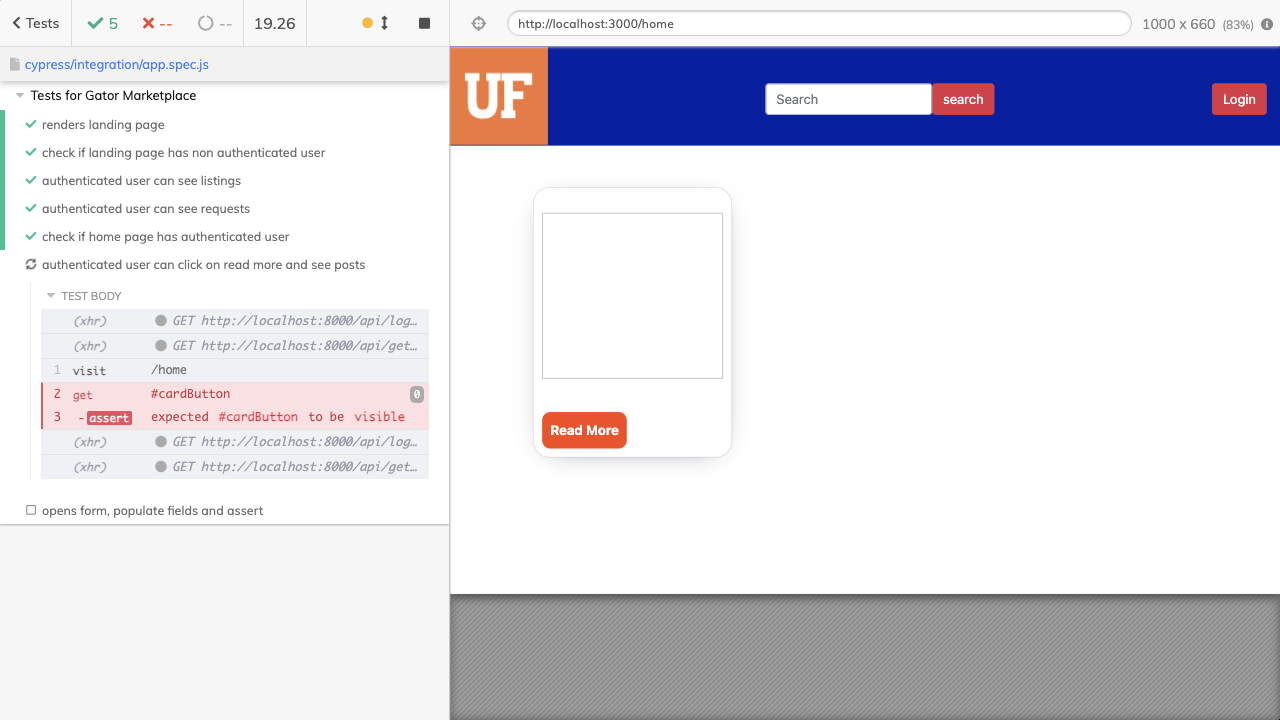 Tests 5 -- -- 19.26
http://localhost:3000/home 1000 x 660 (83%)
cypress/integration/app.spec.js
Tests for Gator Marketplace
renders landing page
check if landing page has non authenticated user
authenticated user can see listings
authenticated user can see requests
check if home page has authenticated user
authenticated user can click on read more and see posts
TEST BODY
(xhr) GET http://localhost:8000/api/log...
(xhr) GET http://localhost:8000/api/get...
1 visit /home
2 get #cardButton 0
3 -assert expected #cardButton to be visible
(xhr) GET http://localhost:8000/api/log...
(xhr) GET http://localhost:8000/api/get...
opens form, populate fields and assert
UF
Search search Login
Read More